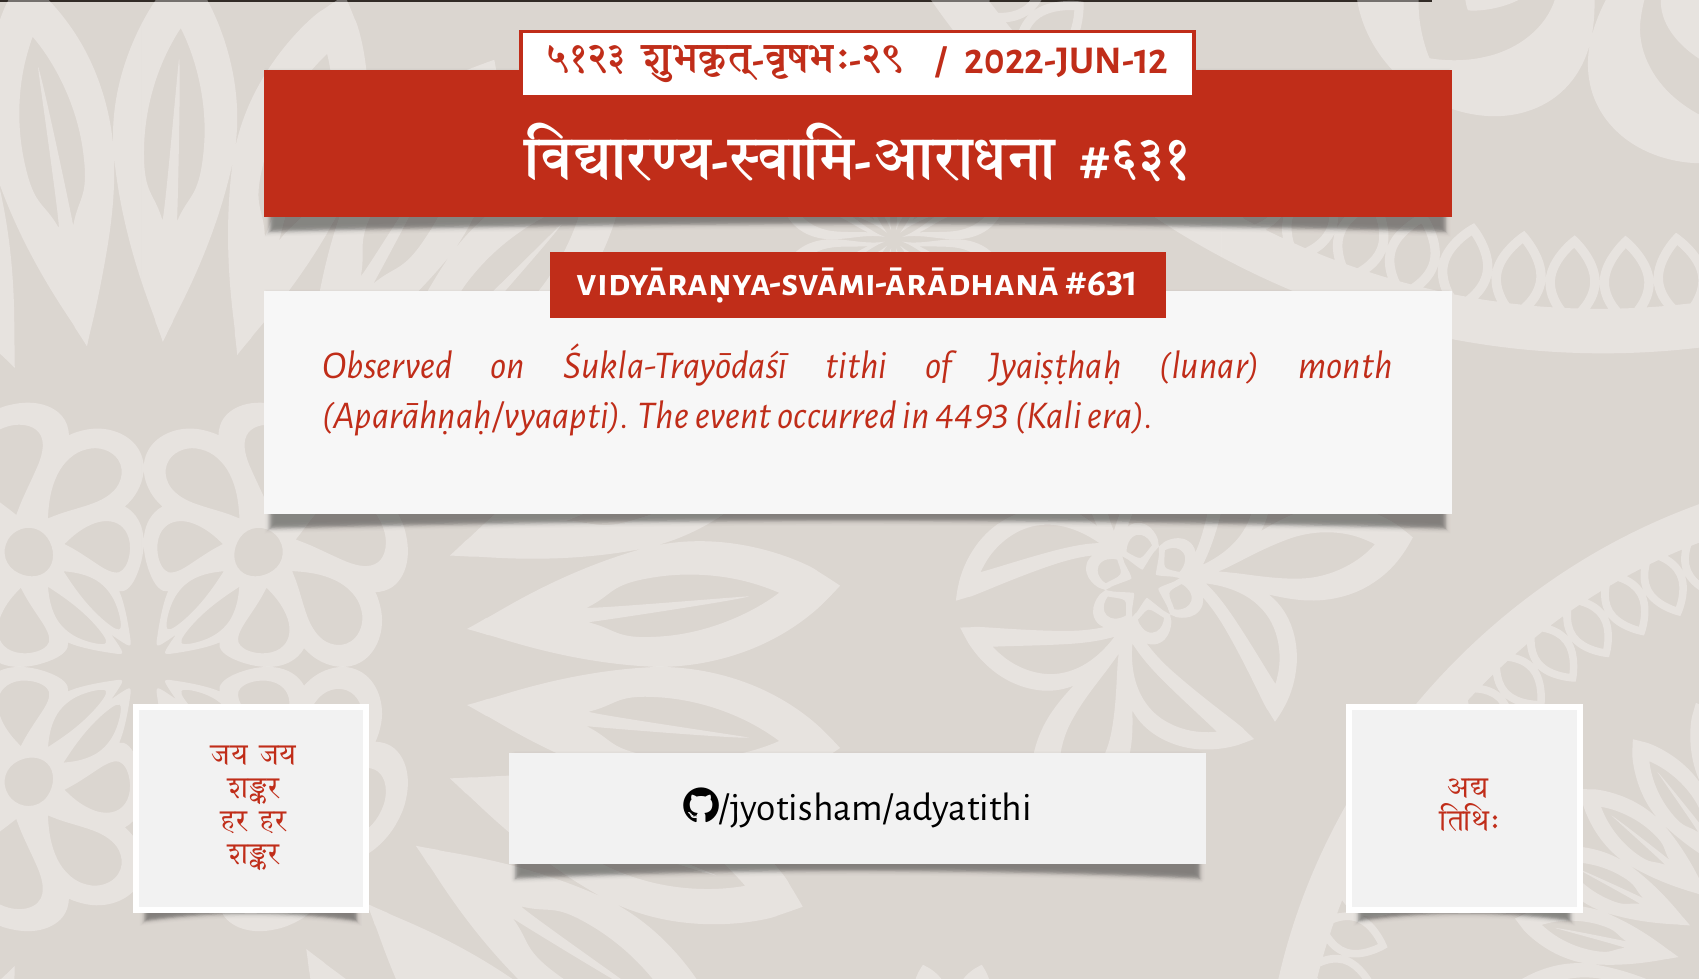 ५१२३ शुभकृत्-वृषभः-२९ / 2022-JUN-12
विद्यारण्य-स्वामि-आराधना #६३१
VIDYĀRAṆYA-SVĀMI-ĀRĀDHANĀ #631
Observed on Śukla-Trayōdaśī tithi of Jyaiṣṭhaḥ (lunar) month
(Aparāhṇaḥ/vyaapti). The event occurred in 4493 (Kali era).
जय जय
शङ्कर
हर हर
शङ्कर
/jyotisham/adyatithi
अद्य
तिथिः